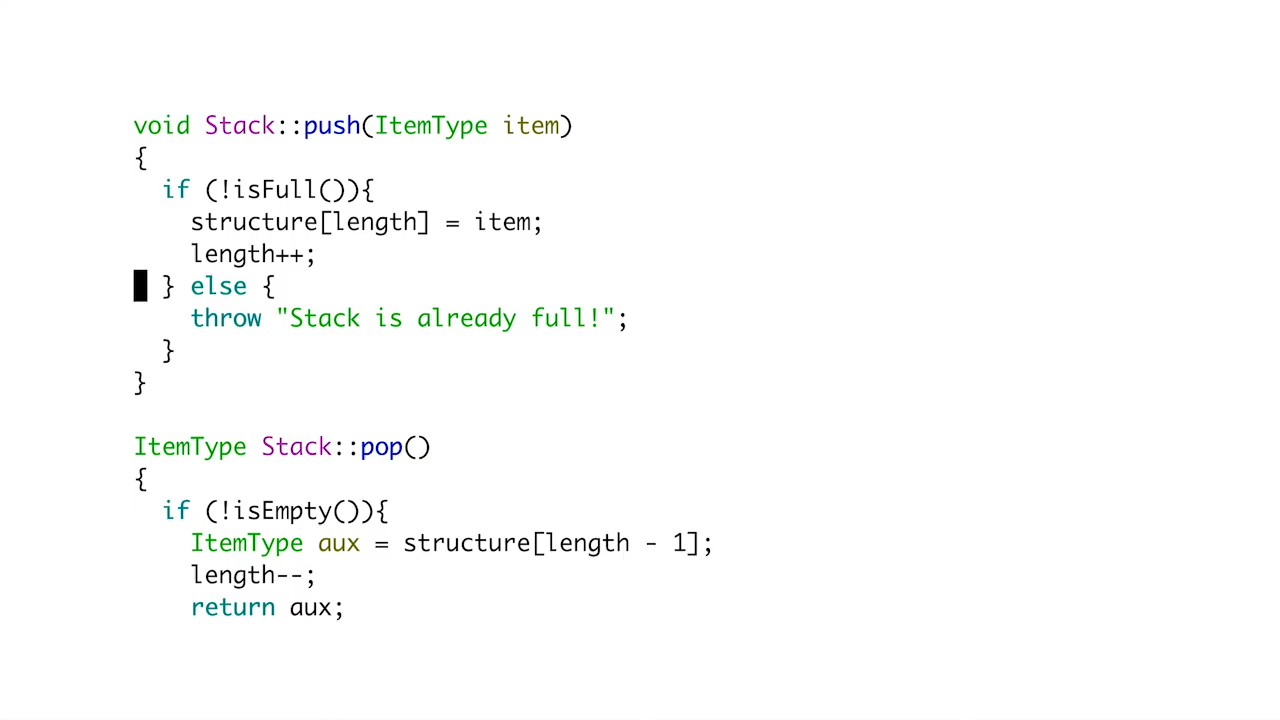 void Stack::push(ItemType item)
{
  if (!isFull()){
    structure[length] = item;
    length++;
  } else {
    throw "Stack is already full!";
  }
}

ItemType Stack::pop()
{
  if (!isEmpty()){
    ItemType aux = structure[length - 1];
    length--;
    return aux;